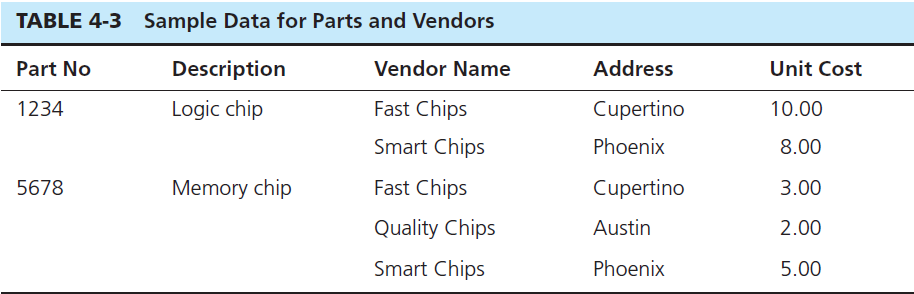 TABLE 4-3 Sample Data for Parts and Vendors
Part No Description Vendor Name Address Unit Cost
1234 Logic chip Fast Chips Cupertino 10.00
Smart Chips Phoenix 8.00
5678 Memory chip Fast Chips Cupertino 3.00
Quality Chips Austin 2.00
Smart Chips Phoenix 5.00